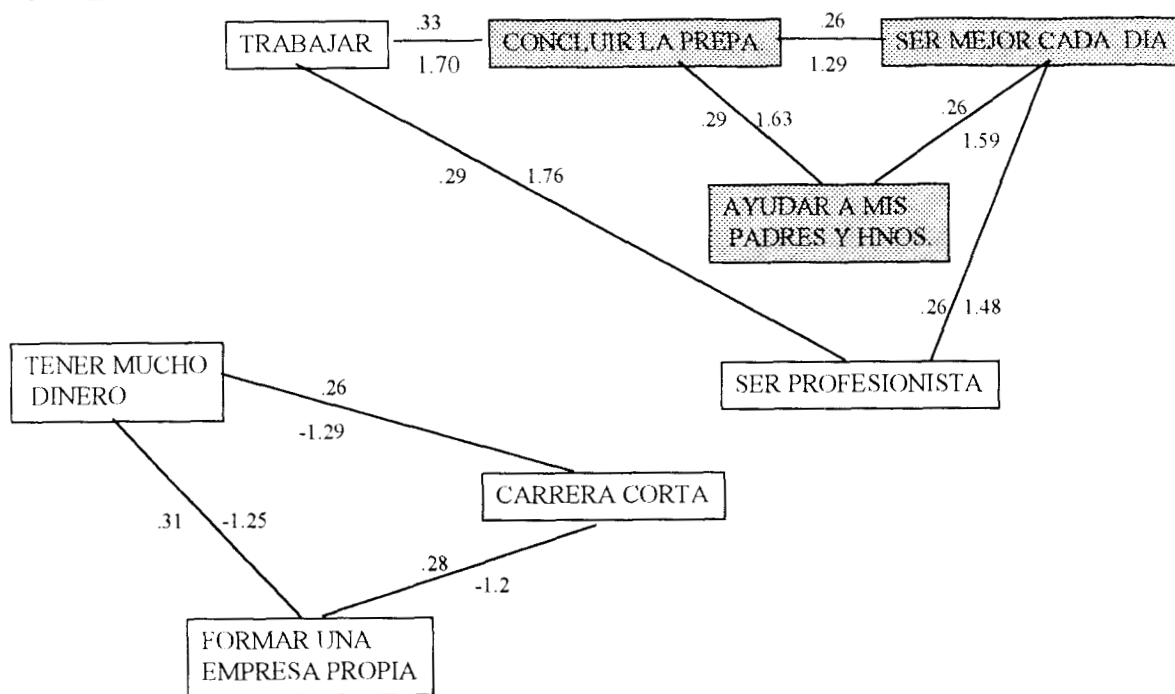 .33
.26
TRABAJAR
CONCLUIR LA PREPA.
SER MEJOR CADA DIA
1.70
1.29
.29
1.63
.26
1.59
.29
1.76
AYUDAR A MIS
PADRES Y HNOS.
.26
1.48
TENER MUCHO
DINERO
SER PROFESIONISTA
.26
-1.29
CARRERA CORTA
.31
-1.25
.28
-1.2
FORMAR UNA
EMPRESA PROPIA